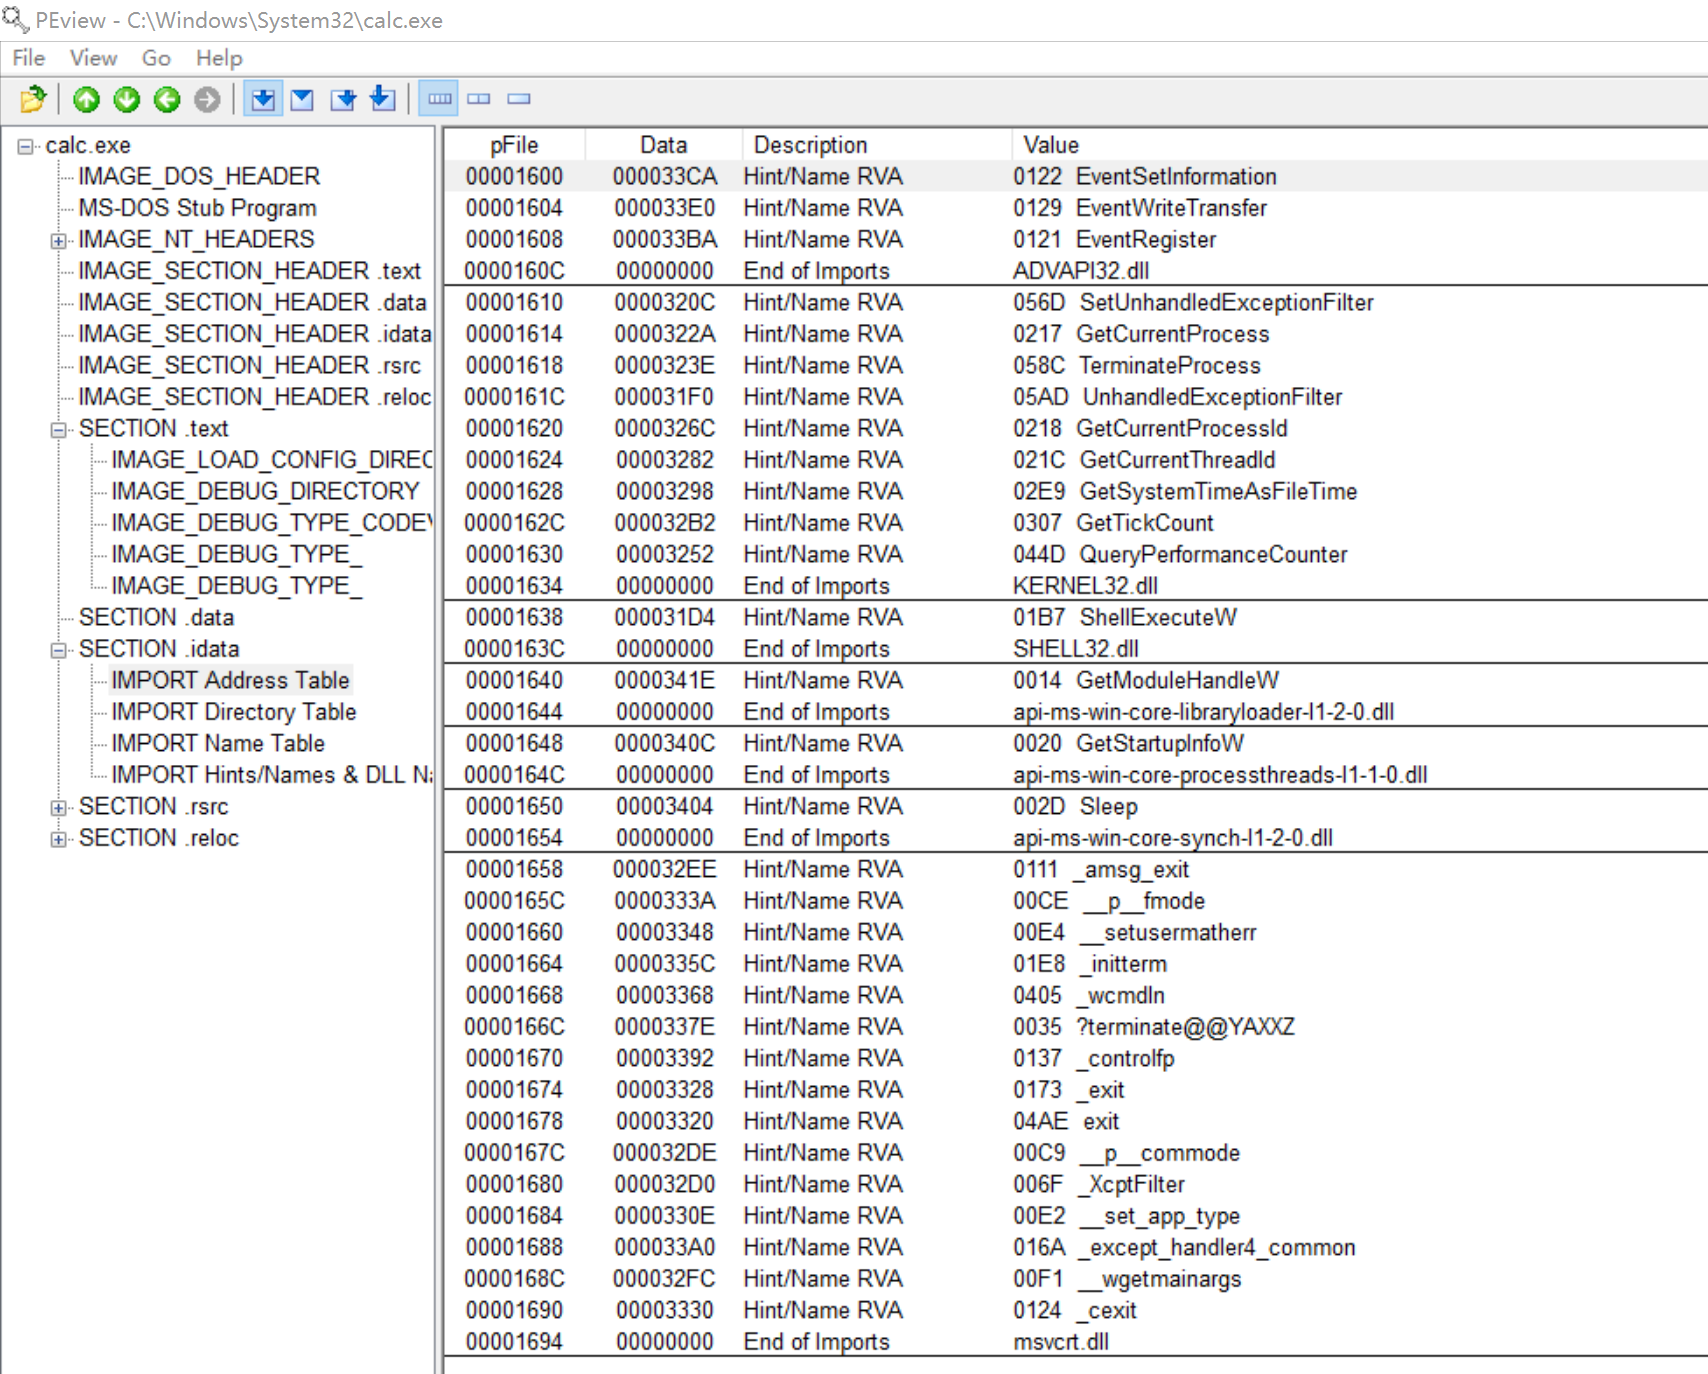 PEview - C:\Windows\System32\calc.exe
File View Go Help
calc.exe
IMAGE_DOS_HEADER
MS-DOS Stub Program
IMAGE_NT_HEADERS
IMAGE_SECTION_HEADER .text
IMAGE_SECTION_HEADER .data
IMAGE_SECTION_HEADER .idata
IMAGE_SECTION_HEADER .rsrc
IMAGE_SECTION_HEADER .reloc
SECTION .text
IMAGE_LOAD_CONFIG_DIREC
IMAGE_DEBUG_DIRECTORY
IMAGE_DEBUG_TYPE_CODEV
IMAGE_DEBUG_TYPE_
IMAGE_DEBUG_TYPE_
SECTION .data
SECTION .idata
IMPORT Address Table
IMPORT Directory Table
IMPORT Name Table
IMPORT Hints/Names & DLL Na
SECTION .rsrc
SECTION .reloc
pFile Data Description Value
00001600 000033CA Hint/Name RVA 0122 EventSetInformation
00001604 000033E0 Hint/Name RVA 0129 EventWriteTransfer
00001608 000033BA Hint/Name RVA 0121 EventRegister
0000160C 00000000 End of Imports ADVAPI32.dll
00001610 0000320C Hint/Name RVA 056D SetUnhandledExceptionFilter
00001614 0000322A Hint/Name RVA 0217 GetCurrentProcess
00001618 0000323E Hint/Name RVA 058C TerminateProcess
0000161C 000031F0 Hint/Name RVA 05AD UnhandledExceptionFilter
00001620 0000326C Hint/Name RVA 0218 GetCurrentProcessId
00001624 00003282 Hint/Name RVA 021C GetCurrentThreadId
00001628 00003298 Hint/Name RVA 02E9 GetSystemTimeAsFileTime
0000162C 000032B2 Hint/Name RVA 0307 GetTickCount
00001630 00003252 Hint/Name RVA 044D QueryPerformanceCounter
00001634 00000000 End of Imports KERNEL32.dll
00001638 000031D4 Hint/Name RVA 01B7 ShellExecuteW
0000163C 00000000 End of Imports SHELL32.dll
00001640 0000341E Hint/Name RVA 0014 GetModuleHandleW
00001644 00000000 End of Imports api-ms-win-core-libraryloader-l1-2-0.dll
00001648 0000340C Hint/Name RVA 0020 GetStartupInfoW
0000164C 00000000 End of Imports api-ms-win-core-processthreads-l1-1-0.dll
00001650 00003404 Hint/Name RVA 002D Sleep
00001654 00000000 End of Imports api-ms-win-core-synch-l1-2-0.dll
00001658 000032EE Hint/Name RVA 0111 _amsg_exit
0000165C 0000333A Hint/Name RVA 00CE __p__fmode
00001660 00003348 Hint/Name RVA 00E4 __setusermatherr
00001664 0000335C Hint/Name RVA 01E8 _initterm
00001668 00003368 Hint/Name RVA 0405 _wcmdln
0000166C 0000337E Hint/Name RVA 0035 ?terminate@@YAXXZ
00001670 00003392 Hint/Name RVA 0137 _controlfp
00001674 00003328 Hint/Name RVA 0173 _exit
00001678 00003320 Hint/Name RVA 04AE exit
0000167C 000032DE Hint/Name RVA 00C9 __p__commode
00001680 000032D0 Hint/Name RVA 006F _XcptFilter
00001684 0000330E Hint/Name RVA 00E2 __set_app_type
00001688 000033A0 Hint/Name RVA 016A _except_handler4_common
0000168C 000032FC Hint/Name RVA 00F1 __wgetmainargs
00001690 00003330 Hint/Name RVA 0124 _cexit
00001694 00000000 End of Imports msvcrt.dll